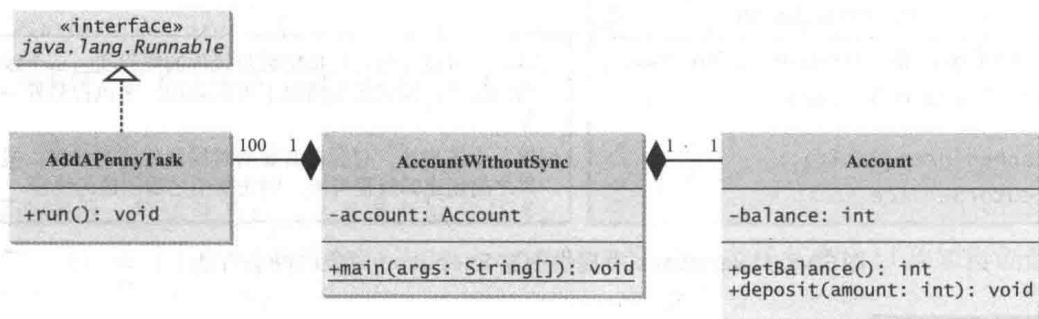 «interface»
java.lang.Runnable
AddAPennyTask
+run(): void
100 1
AccountWithoutSync
-account: Account
+main(args: String[]): void
1 1
Account
-balance: int
+getBalance(): int
+deposit(amount: int): void